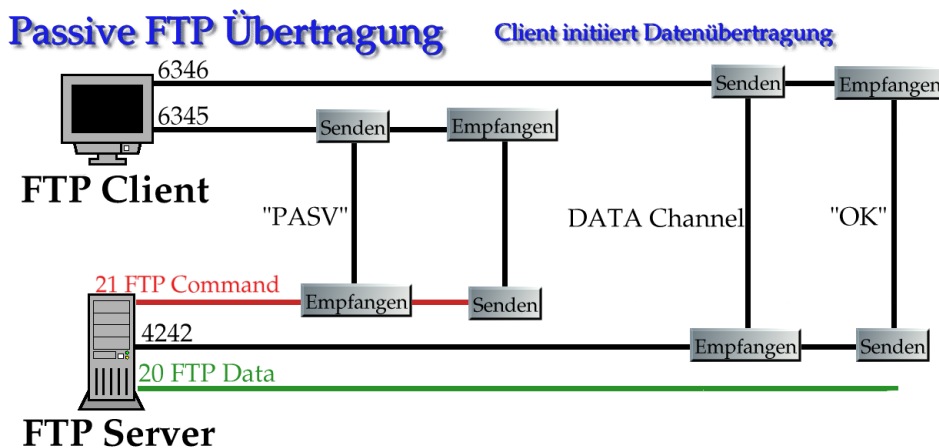 Passive FTP Übertragung
Client initiiert Datenübertragung
6346
Senden
Empfangen
6345
Senden
Empfangen
FTP Client
"PASV"
DATA Channel
"OK"
21 FTP Command
Empfangen
Senden
4242
Empfangen
Senden
20 FTP Data
FTP Server